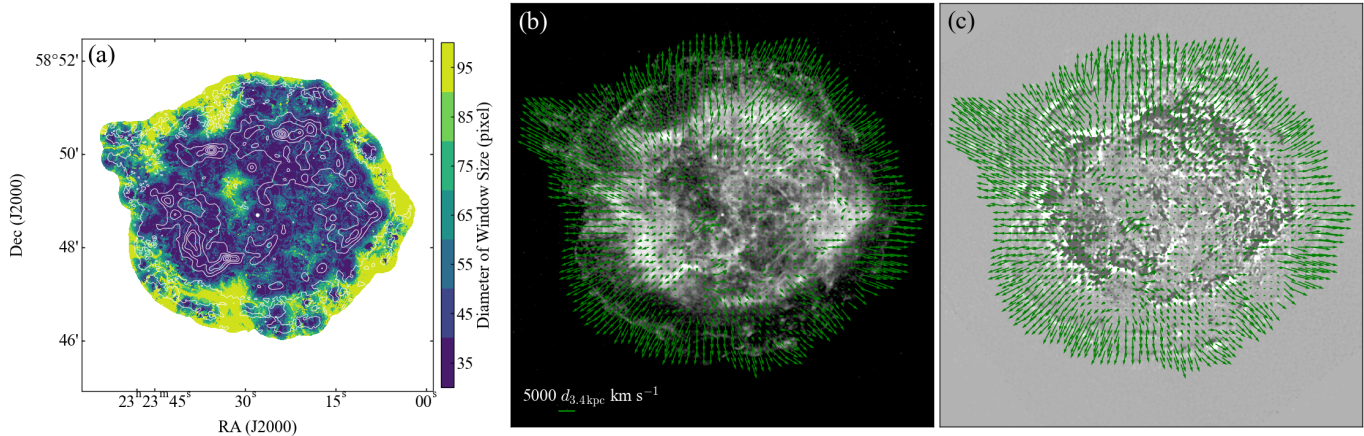 (a)
58°52'
50'
48'
46'
Dec (J2000)
23ʰ23ᵐ45ˢ
30ˢ
15ˢ
00ˢ
RA (J2000)
95
85
75
65
55
45
35
Diameter of Window Size (pixel)
(b)
5000 d₃.₄ₖₚ꜀ km s⁻¹
(c)